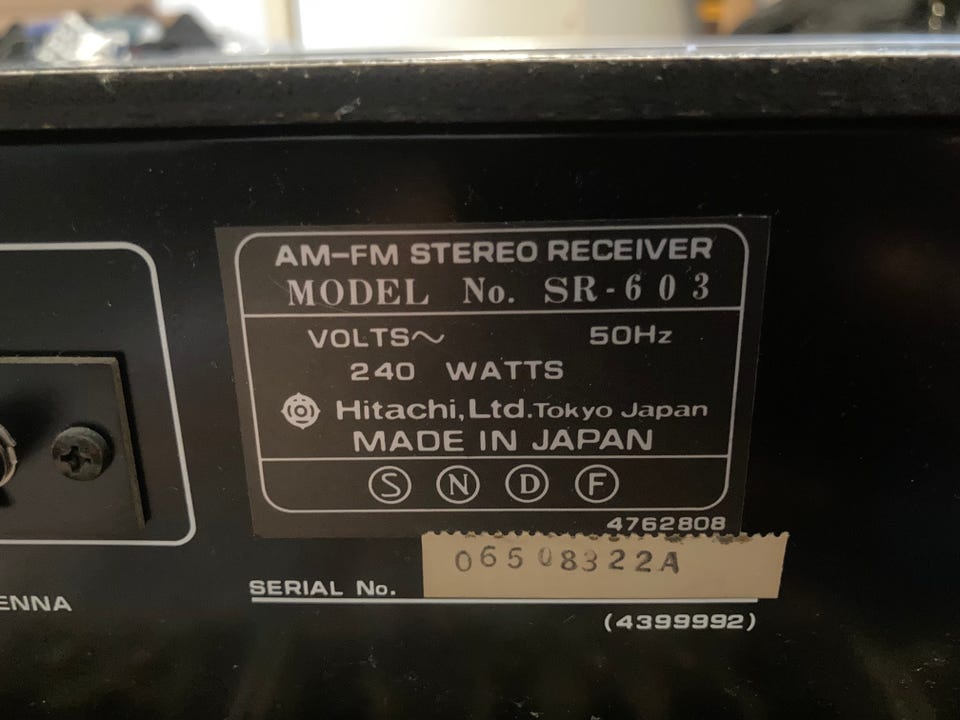 AM-FM STEREO RECEIVER
MODEL No. SR-603
VOLTS~ 50Hz
240 WATTS
Hitachi, Ltd. Tokyo Japan
MADE IN JAPAN
S N D F
4762808
06508322A
SERIAL No.
ENNA
(4399992)